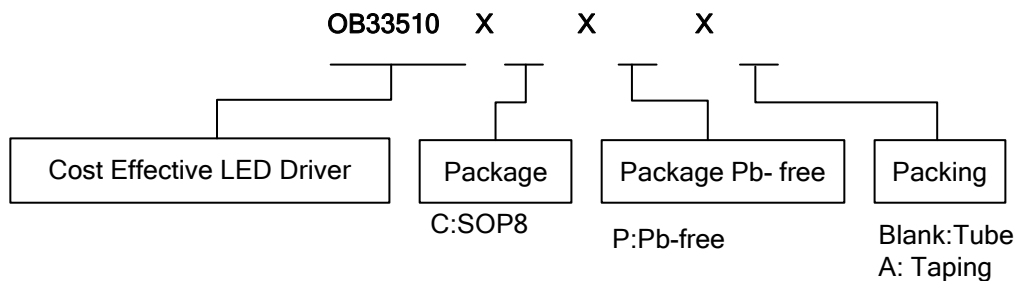 OB33510 X X X
Cost Effective LED Driver
Package
Package Pb- free
Packing
C:SOP8
P:Pb-free
Blank:Tube
A: Taping